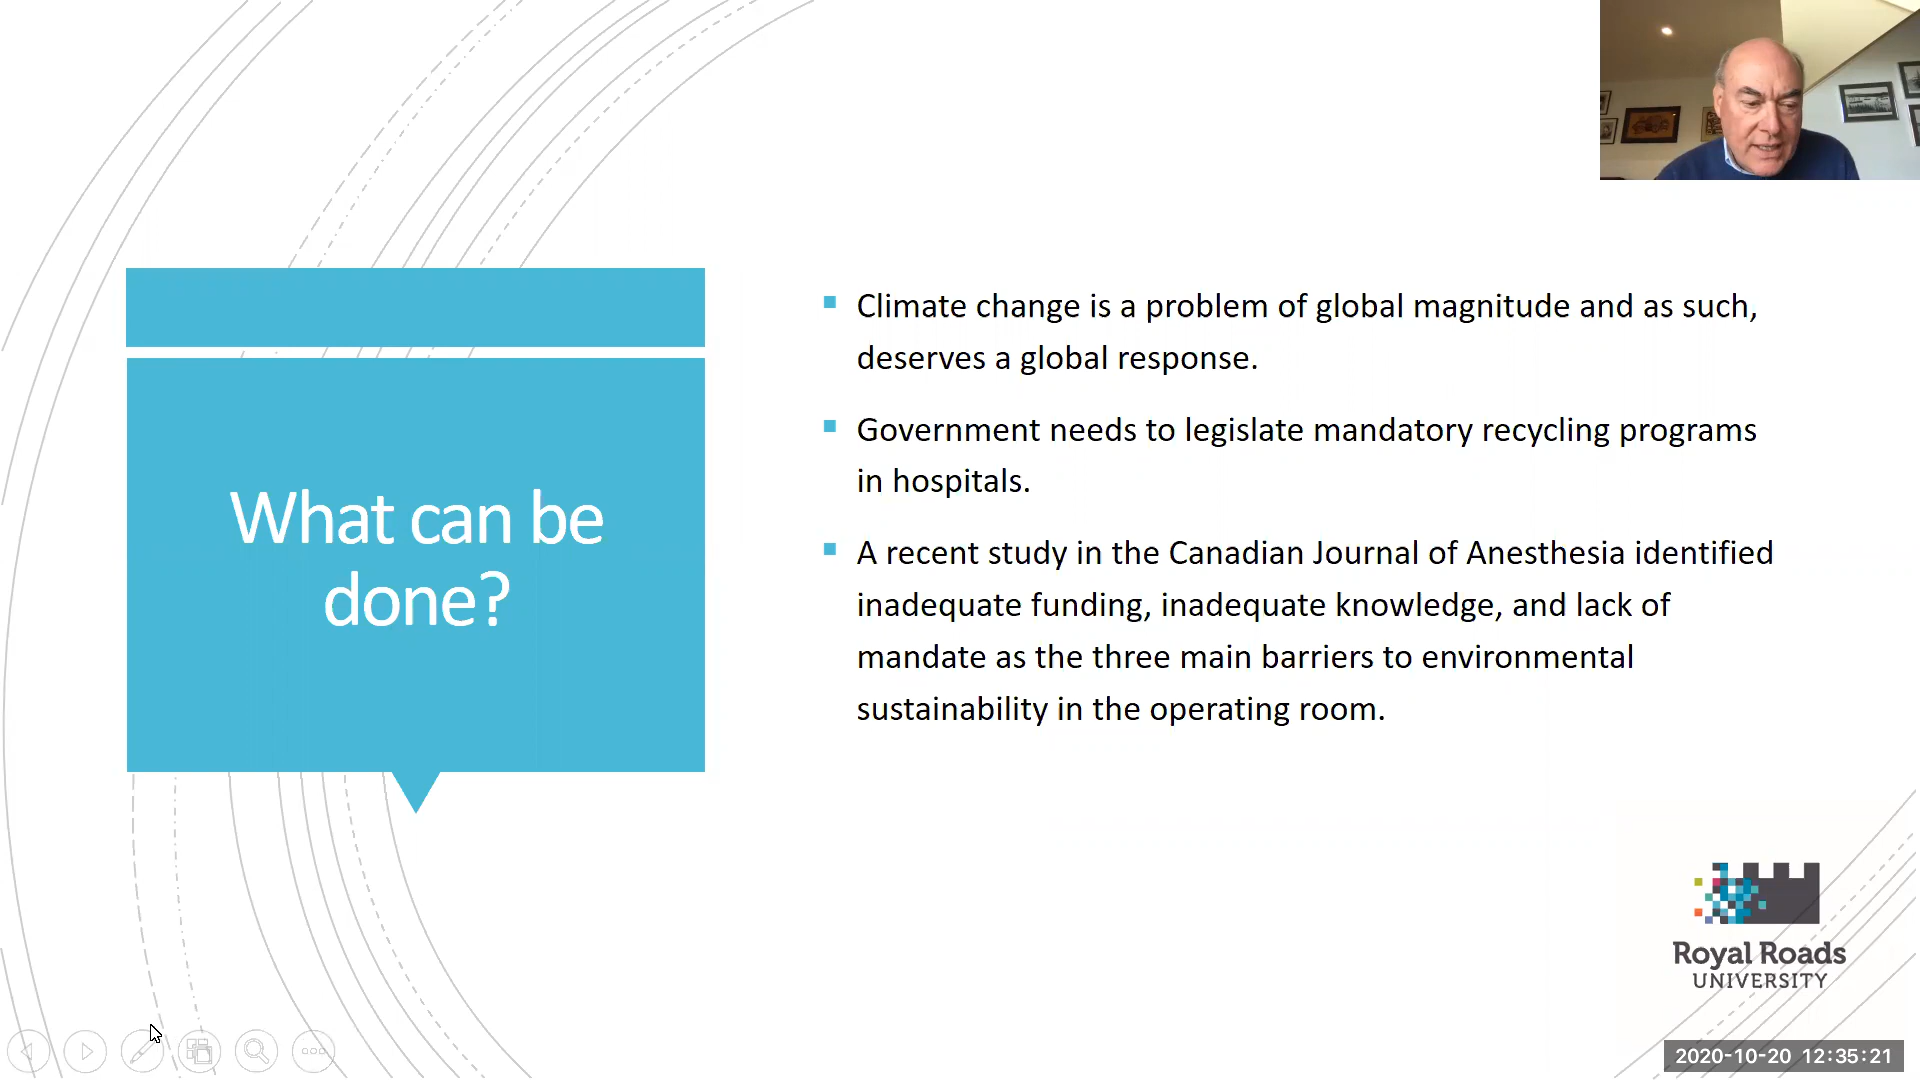 What can be
done?
Climate change is a problem of global magnitude and as such,
deserves a global response.
Government needs to legislate mandatory recycling programs
in hospitals.
A recent study in the Canadian Journal of Anesthesia identified
inadequate funding, inadequate knowledge, and lack of
mandate as the three main barriers to environmental
sustainability in the operating room.
Royal Roads
UNIVERSITY
2020-10-20 12:35:21